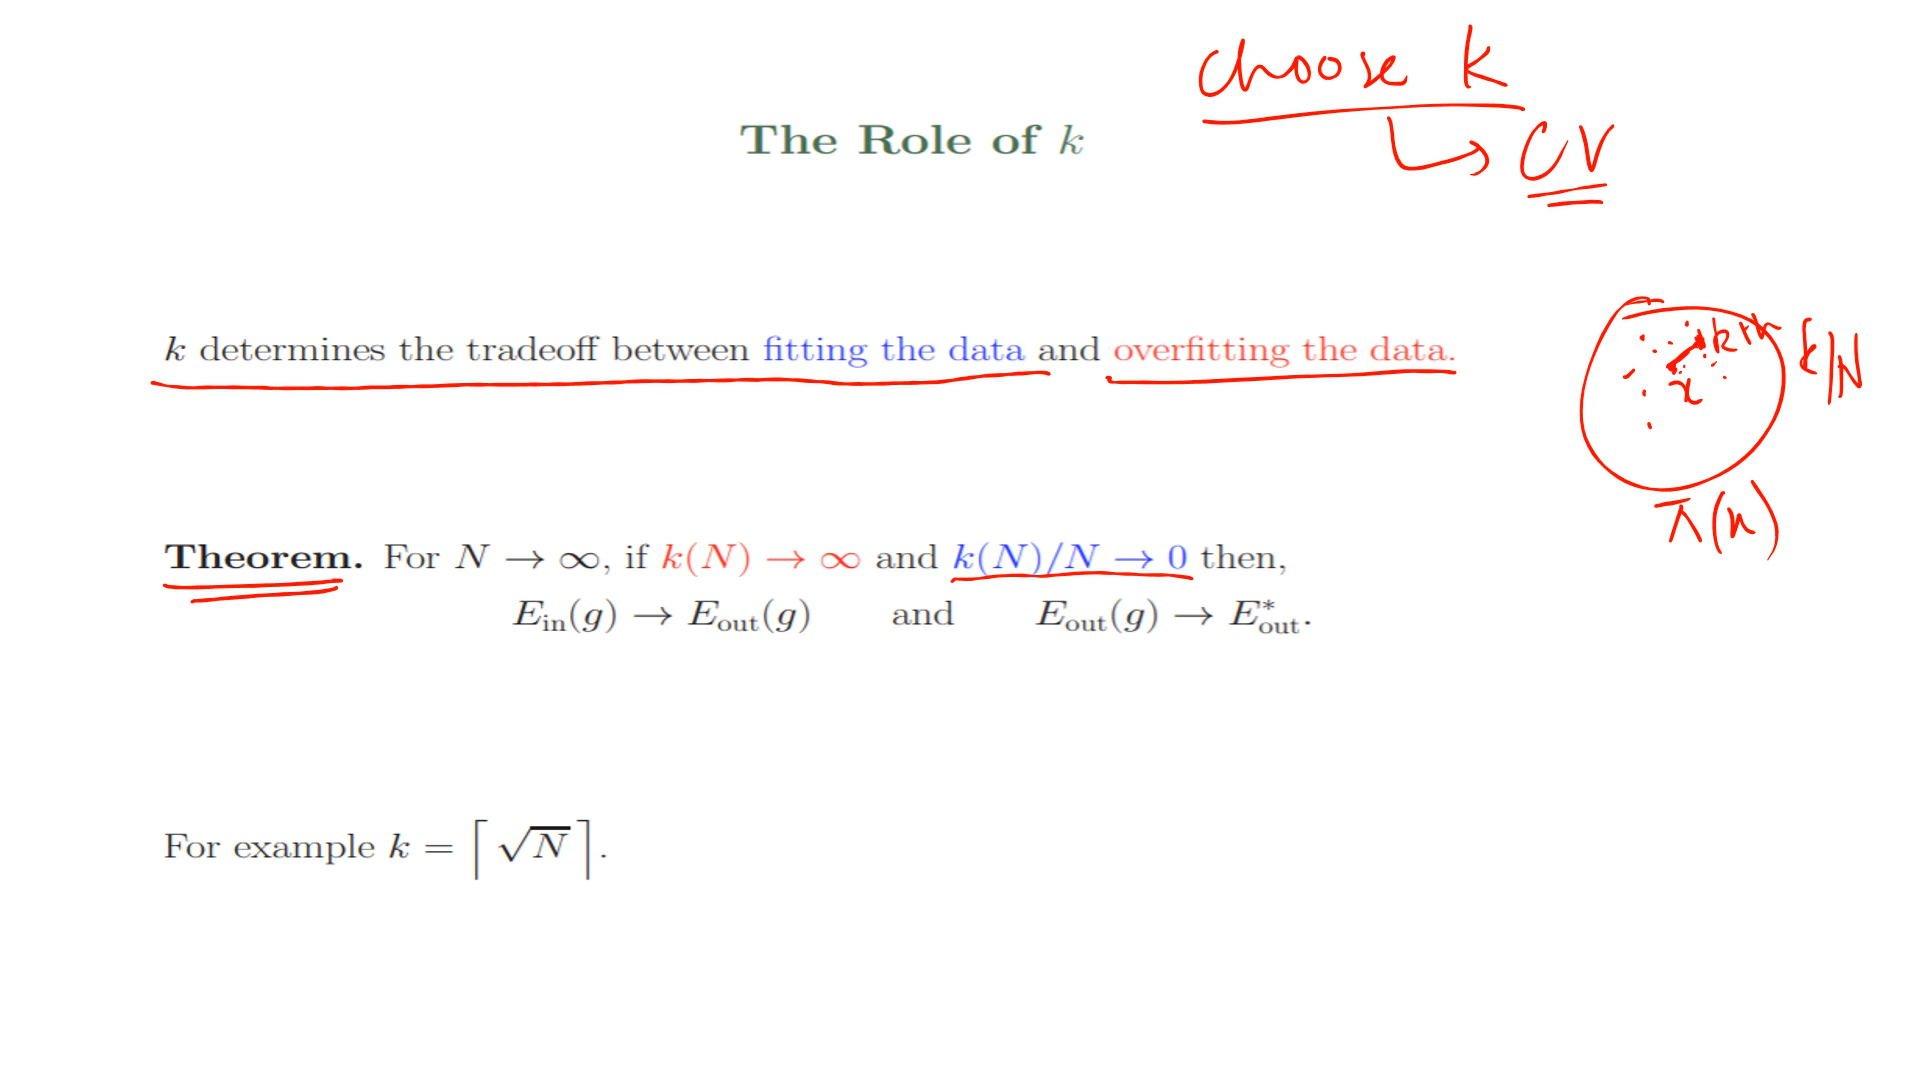 choose k
The Role of k
CV
k determines the tradeoff between fitting the data and overfitting the data.
kth
k/N
x
π(x)
Theorem. For N → ∞, if k(N) → ∞ and k(N)/N → 0 then,
E_in(g) → E_out(g) and E_out(g) → E*_out.
For example k = ⌈√N⌉.